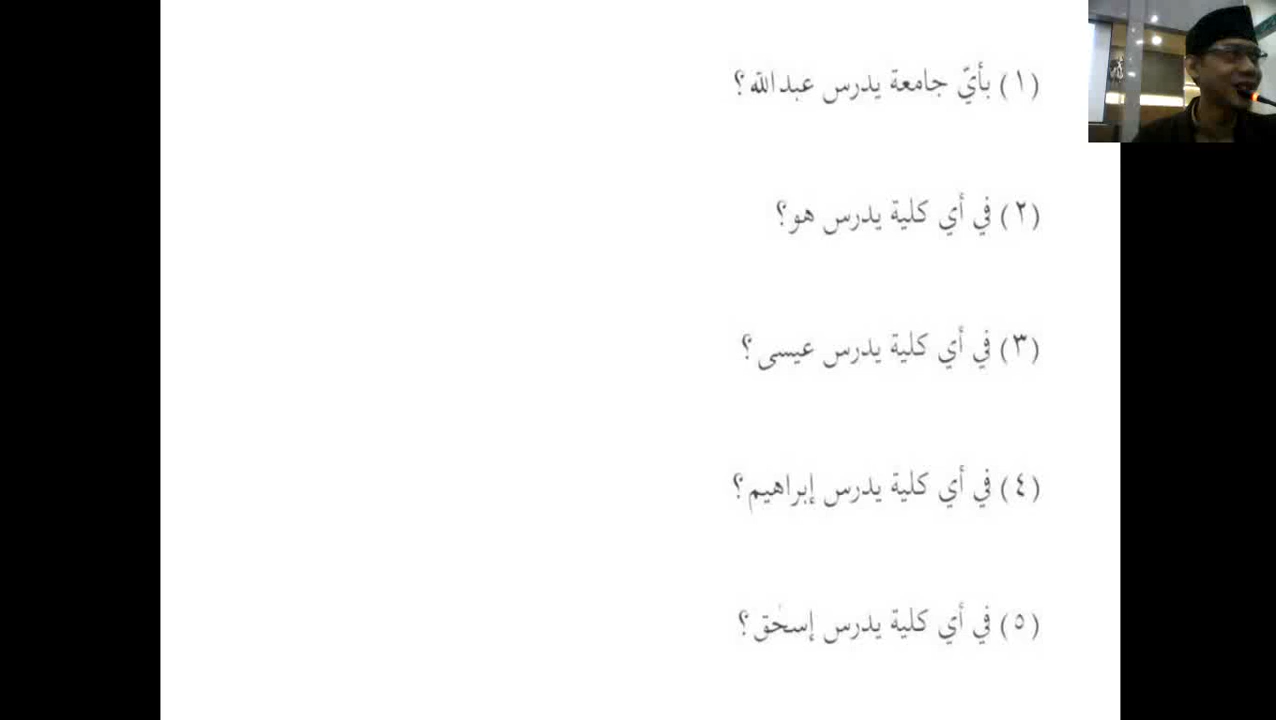 (١) بأيّ جامعة يدرس عبدالله؟
(٢) في أي كلية يدرس هو؟
(٣) في أي كلية يدرس عيسى؟
(٤) في أي كلية يدرس إبراهيم؟
(٥) في أي كلية يدرس إسحٰق؟